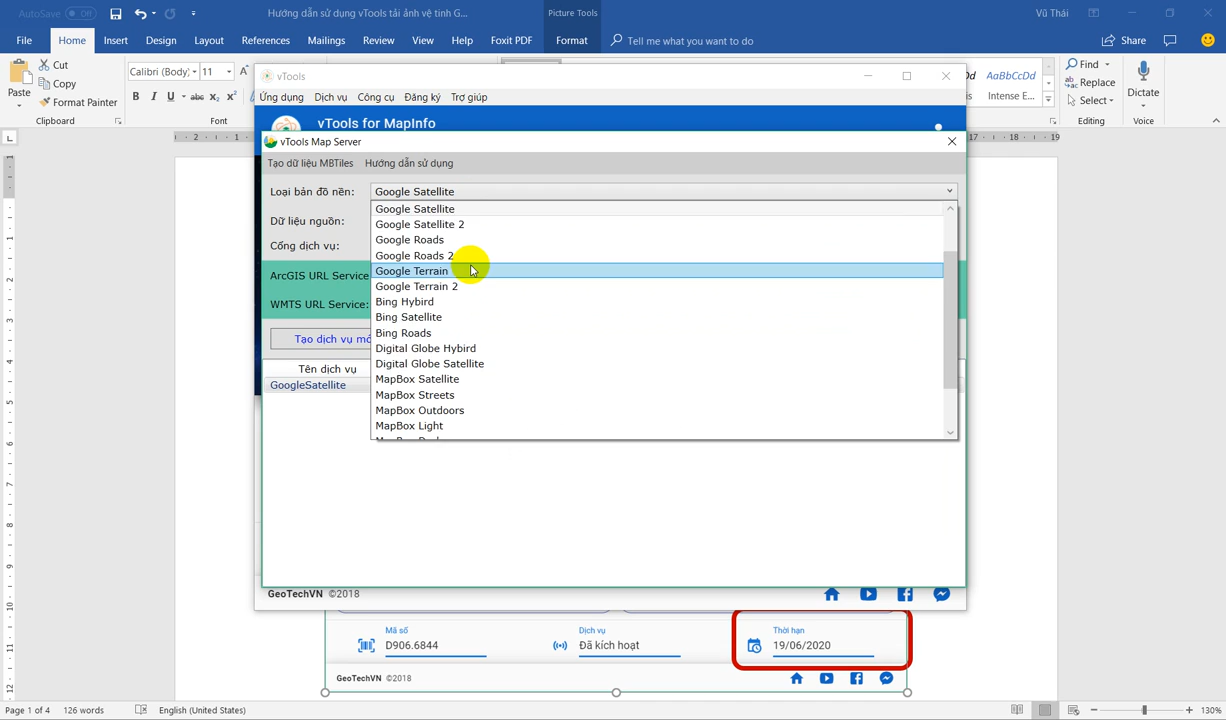 AutoSave Off
Hướng dẫn sử dụng vTools tải ảnh vệ tinh G...
Picture Tools
Vũ Thái
File Home Insert Design Layout References Mailings Review View Help Foxit PDF Format Tell me what you want to do Share
Paste
Cut
Copy
Format Painter
Clipboard
Calibri (Body) 11 A
B I U abc X₂ X²
Font
AaBbCcDd
Intense E...
Find
Replace
Select
Editing
Dictate
Voice
vTools
Ứng dụng Dịch vụ Công cụ Đăng ký Trợ giúp
vTools for MapInfo
vTools Map Server
Tạo dữ liệu MBTiles Hướng dẫn sử dụng
Loại bản đồ nền: Google Satellite
Dữ liệu nguồn:
Cổng dịch vụ:
ArcGIS URL Service
WMTS URL Service:
Tên dịch vụ
GoogleSatellite
Google Satellite
Google Satellite 2
Google Roads
Google Roads 2
Google Terrain
Google Terrain 2
Bing Hybird
Bing Satellite
Bing Roads
Digital Globe Hybird
Digital Globe Satellite
MapBox Satellite
MapBox Streets
MapBox Outdoors
MapBox Light
GeoTechVN ©2018
Mã số
D906.6844
Dịch vụ
Đã kích hoạt
Thời hạn
19/06/2020
GeoTechVN ©2018
Page 1 of 4 126 words English (United States) 130%